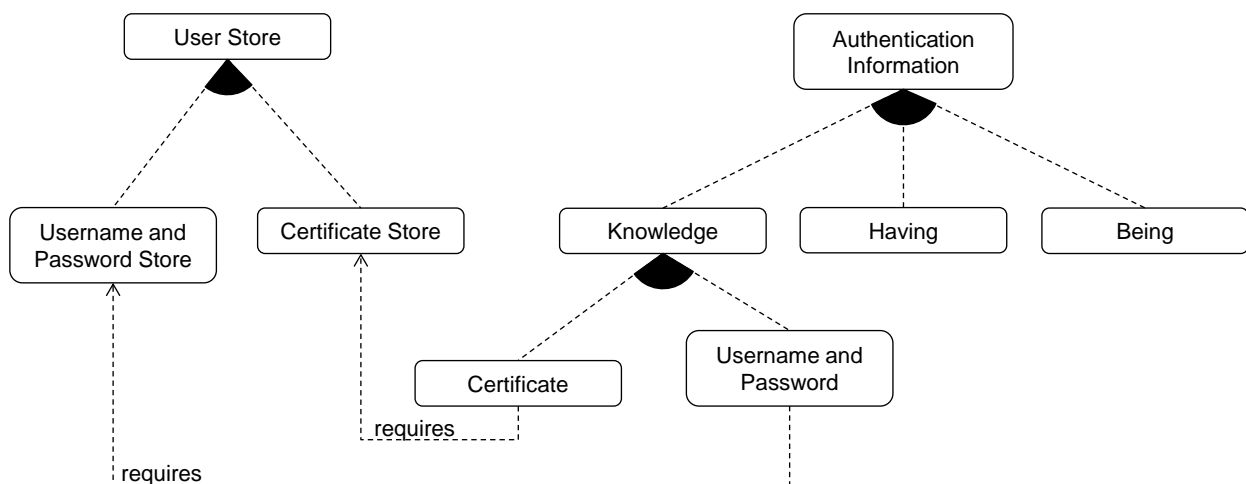 User Store
Authentication
Information
Username and
Password Store
Certificate Store
Knowledge
Having
Being
Certificate
Username and
Password
requires
requires